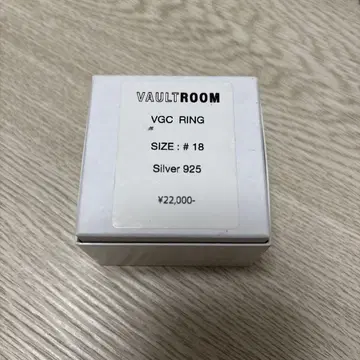 VAULTROOM
VGC RING
SIZE : # 18
Silver 925
¥22,000-